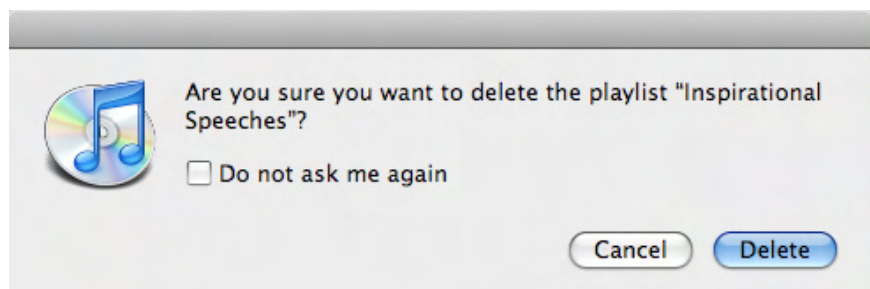 Are you sure you want to delete the playlist “Inspirational
Speeches”?
Do not ask me again
Cancel
Delete